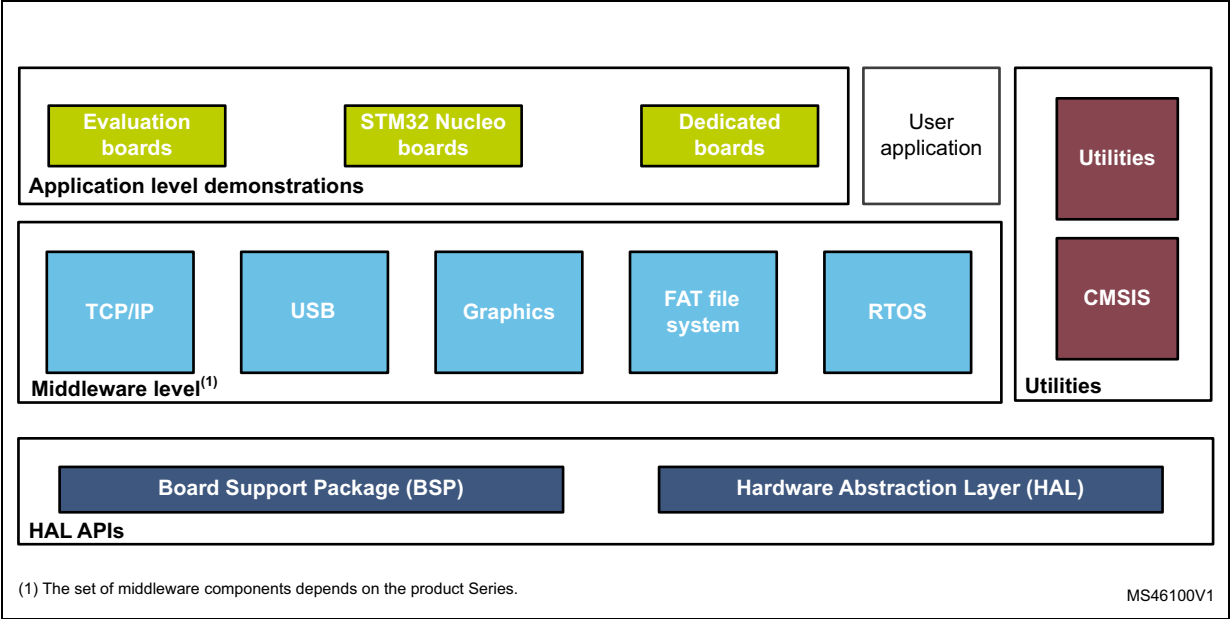 Evaluation
boards
STM32 Nucleo
boards
Dedicated
boards
Application level demonstrations
User
application
Utilities
CMSIS
Utilities
TCP/IP
USB
Graphics
FAT file
system
RTOS
Middleware level(1)
Board Support Package (BSP)
Hardware Abstraction Layer (HAL)
HAL APIs
(1) The set of middleware components depends on the product Series.
MS46100V1